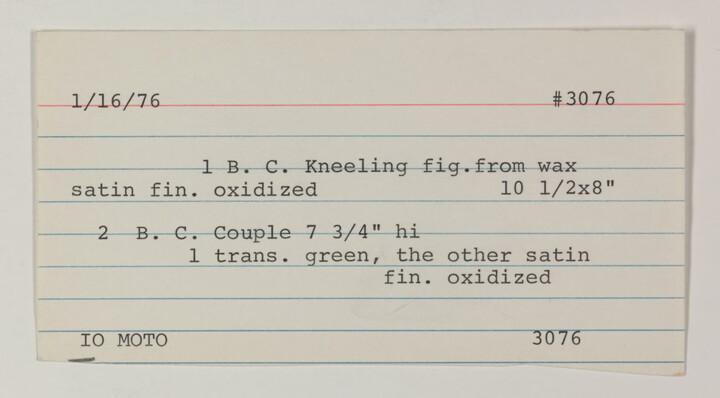 1/16/76 #3076
1 B. C. Kneeling fig.from wax
satin fin. oxidized 10 1/2x8"
2 B. C. Couple 7 3/4" hi
1 trans. green, the other satin
fin. oxidized
IO MOTO 3076